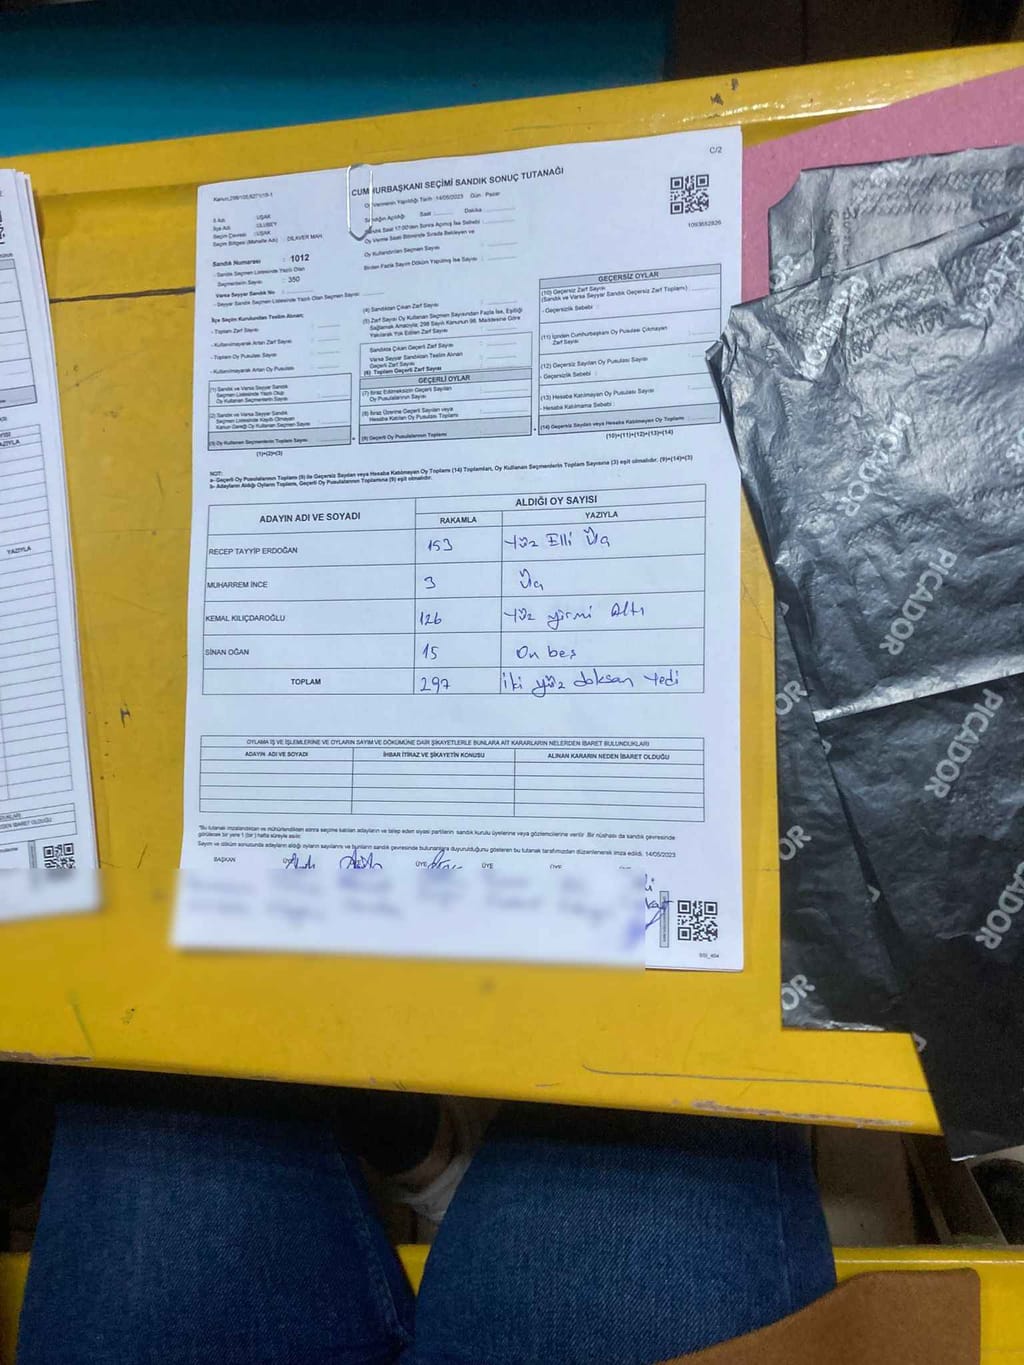 C/2
Kanun:298/105,6271/18-1
CUMHURBAŞKANI SEÇİMİ SANDIK SONUÇ TUTANAĞI
Oy Vermenin Yapıldığı Tarih :14/05/2023 Gün : Pazar
Sandığın Açıldığı Saat Dakika
Sandık Saat 17:00'den Sonra Açılmış İse Sebebi :
Oy Verme Saati Bitiminde Sırada Bekleyen ve
Oy Kullandırılan Seçmen Sayısı :
Birden Fazla Sayım Döküm Yapılmış İse Sayısı :
1093652826
İl Adı : UŞAK
İlçe Adı : ULUBEY
Seçim Çevresi : UŞAK
Seçim Bölgesi (Mahalle Adı) : DİLAVER MAH.
Sandık Numarası : 1012
- Sandık Seçmen Listesinde Yazılı Olan
Seçmenlerin Sayısı : 350
Varsa Seyyar Sandık No :
- Seyyar Sandık Seçmen Listesinde Yazılı Olan Seçmen Sayısı :
İlçe Seçim Kurulundan Teslim Alınan;
- Toplam Zarf Sayısı :
- Kullanılmayarak Artan Zarf Sayısı :
- Toplam Oy Pusulası Sayısı :
- Kullanılmayarak Artan Oy Pusulası :
(1) Sandık ve Varsa Seyyar Sandık
Seçmen Listesinde Yazılı Olup
Oy Kullanan Seçmenlerin Sayısı :
(2) Sandık ve Varsa Seyyar Sandık
Seçmen Listesinde Kayıtlı Olmayan
Kanun Gereği Oy Kullanan Seçmen Sayısı :
(3) Oy Kullanan Seçmenlerin Toplam Sayısı :
(1)+(2)=(3)
(4) Sandıktan Çıkan Zarf Sayısı :
(5) Zarf Sayısı Oy Kullanan Seçmen Sayısından Fazla İse, Eşitliği
Sağlamak Amacıyla, 298 Sayılı Kanunun 98. Maddesine Göre
Yakılarak Yok Edilen Zarf Sayısı :
Sandıkta Çıkan Geçerli Zarf Sayısı :
Varsa Seyyar Sandıktan Teslim Alınan
Geçerli Zarf Sayısı :
(6) Toplam Geçerli Zarf Sayısı :
GEÇERLİ OYLAR
(7) İtiraz Edilmeksizin Geçerli Sayılan
Oy Pusulalarının Sayısı :
(8) İtiraz Üzerine Geçerli Sayılan veya
Hesaba Katılan Oy Pusulası Toplamı :
(9) Geçerli Oy Pusulalarının Toplamı
GEÇERSİZ OYLAR
(10) Geçersiz Zarf Sayısı
(Sandık ve Varsa Seyyar Sandık Geçersiz Zarf Toplamı) :
- Geçersizlik Sebebi :
(11) İçinden Cumhurbaşkanı Oy Pusulası Çıkmayan
Zarf Sayısı
(12) Geçersiz Sayılan Oy Pusulası Sayısı :
- Geçersizlik Sebebi :
(13) Hesaba Katılmayan Oy Pusulası Sayısı :
- Hesaba Katılmama Sebebi :
(14) Geçersiz Sayılan veya Hesaba Katılmayan Oy Toplamı :
(10)+(11)+(12)+(13)=(14)
NOT:
a- Geçerli Oy Pusulalarının Toplamı (9) ile Geçersiz Sayılan veya Hesaba Katılmayan Oy Toplamı (14) Toplamları, Oy Kullanan Seçmenlerin Toplam Sayısına (3) eşit olmalıdır. (9)+(14)=(3)
b- Adayların Aldığı Oyların Toplamı, Geçerli Oy Pusulalarının Toplamına (9) eşit olmalıdır.
ADAYIN ADI VE SOYADI ALDIĞI OY SAYISI
RAKAMLA YAZIYLA
RECEP TAYYİP ERDOĞAN 153 Yüz Elli Üç
MUHARREM İNCE 3 Üç
KEMAL KILIÇDAROĞLU 126 Yüz yirmi Altı
SİNAN OĞAN 15 On beş
TOPLAM 297 İki yüz doksan Yedi
OYLAMA İŞ VE İŞLEMLERİNE VE OYLARIN SAYIM VE DÖKÜMÜNE DAİR ŞİKAYETLERLE BUNLARA AİT KARARLARIN NELERDEN İBARET BULUNDUKLARI
ADAYIN ADI VE SOYADI İHBAR İTİRAZ VE ŞİKAYETİN KONUSU ALINAN KARARIN NEDEN İBARET OLDUĞU
*Bu tutanak imzalandıktan ve mühürlendikten sonra seçime katılan adayların ve talep eden siyasi partilerin sandık kurulu üyelerine veya gözlemcilerine verilir. Bir nüshası da sandık çevresinde
görülecek bir yere 1 (bir) hafta süreyle asılır.
Sayım ve döküm sonucunda adayların aldığı oyların sayılarını ve bunların sandık çevresinde bulunanlara duyurulduğunu gösteren bu tutanak tarafımızdan düzenlenerek imza edildi. 14/05/2023
BAŞKAN ÜYE ÜYE ÜYE ÜYE
YAZIYLA
PICADOR
PICADOR
PICADOR